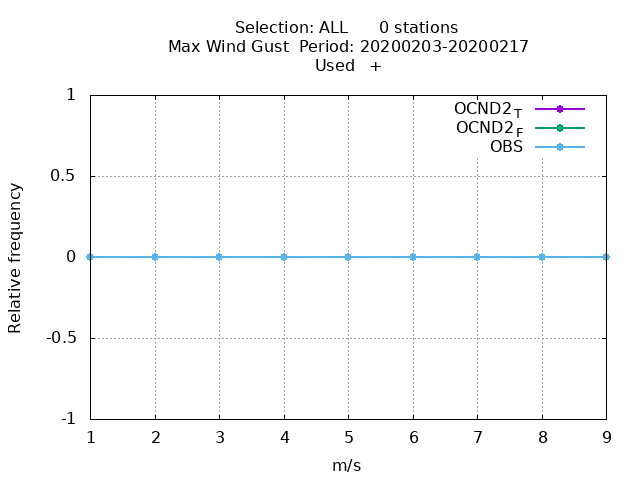 Selection: ALL 0 stations
Max Wind Gust Period: 20200203-20200217
Used +
OCND2T
OCND2F
OBS
Relative frequency
1
0.5
0
-0.5
-1
1 2 3 4 5 6 7 8 9
m/s